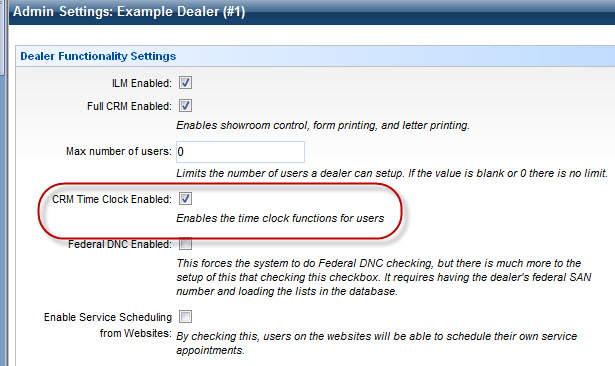 Admin Settings: Example Dealer (#1)
Dealer Functionality Settings
ILM Enabled:
Full CRM Enabled:
Enables showroom control, form printing, and letter printing.
Max number of users: 0
Limits the number of users a dealer can setup. If the value is blank or 0 there is no limit.
CRM Time Clock Enabled:
Enables the time clock functions for users
Federal DNC Enabled:
This forces the system to do Federal DNC checking, but there is much more to the
setup of this that checking this checkbox. It requires having the dealer's federal SAN
number and loading the lists in the database.
Enable Service Scheduling
from Websites:
By checking this, users on the websites will be able to schedule their own service
appointments.